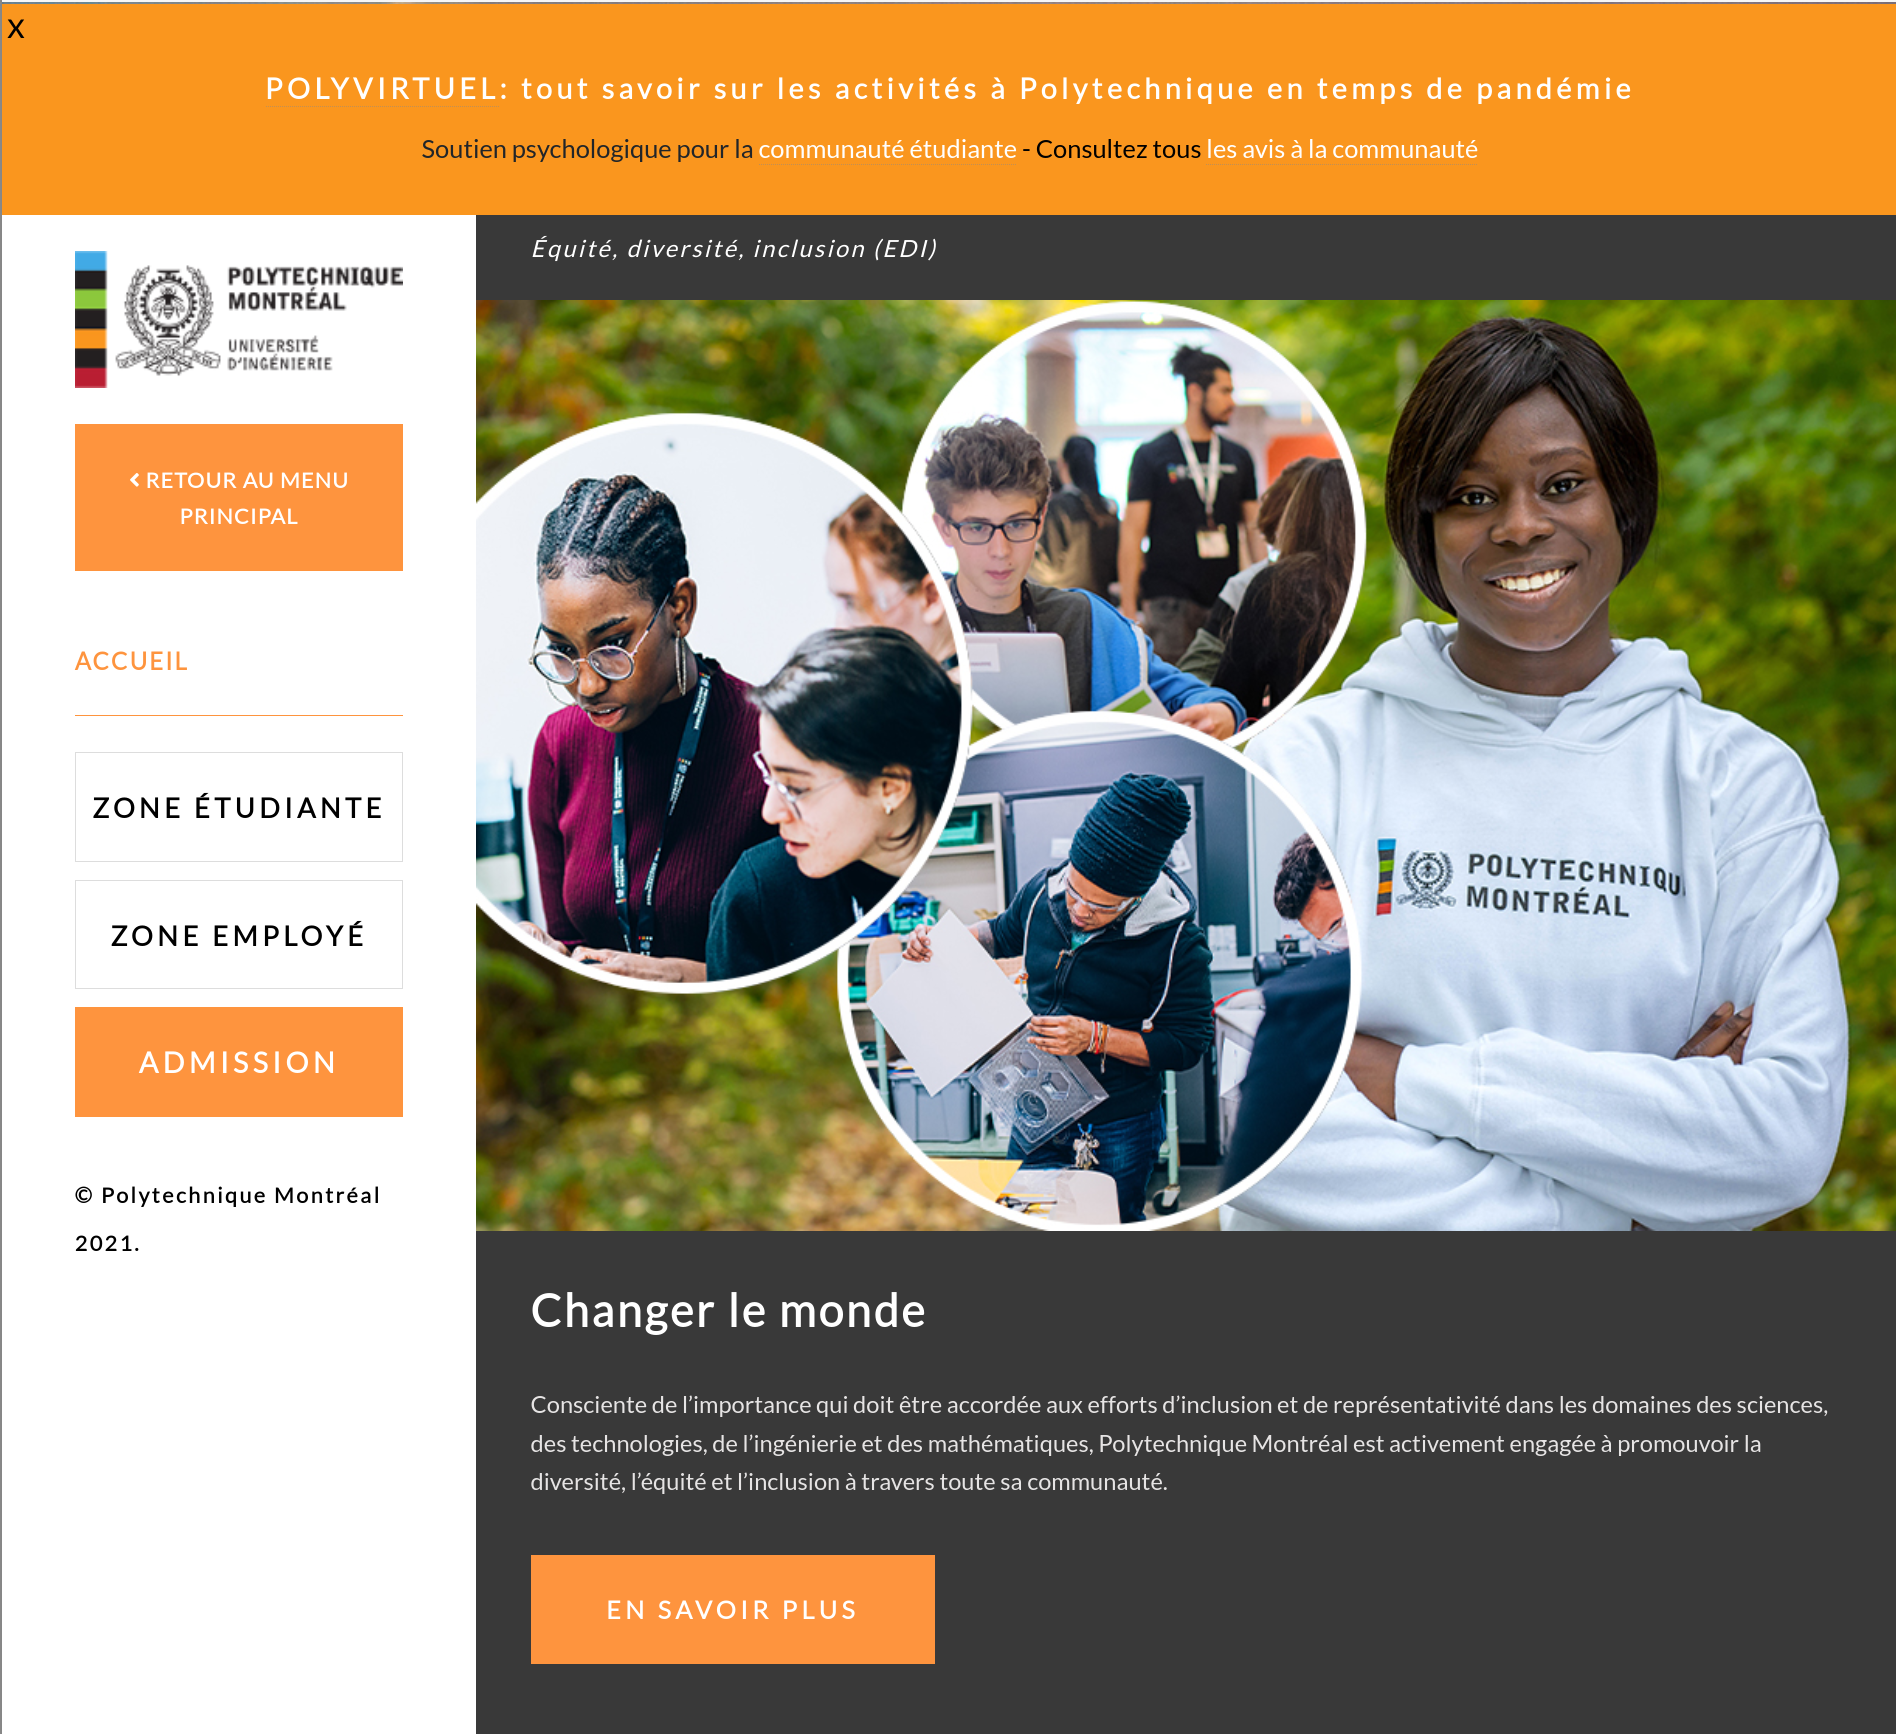 X
POLYVIRTUEL: tout savoir sur les activités à Polytechnique en temps de pandémie
Soutien psychologique pour la communauté étudiante - Consultez tous les avis à la communauté
POLYTECHNIQUE
MONTRÉAL
UNIVERSITÉ
D'INGÉNIERIE
RETOUR AU MENU
PRINCIPAL
ACCUEIL
ZONE ÉTUDIANTE
ZONE EMPLOYÉ
ADMISSION
© Polytechnique Montréal
2021.
Équité, diversité, inclusion (EDI)
POLYTECHNIQU
MONTRÉAL
Changer le monde
Consciente de l’importance qui doit être accordée aux efforts d’inclusion et de représentativité dans les domaines des sciences,
des technologies, de l’ingénierie et des mathématiques, Polytechnique Montréal est activement engagée à promouvoir la
diversité, l’équité et l’inclusion à travers toute sa communauté.
EN SAVOIR PLUS